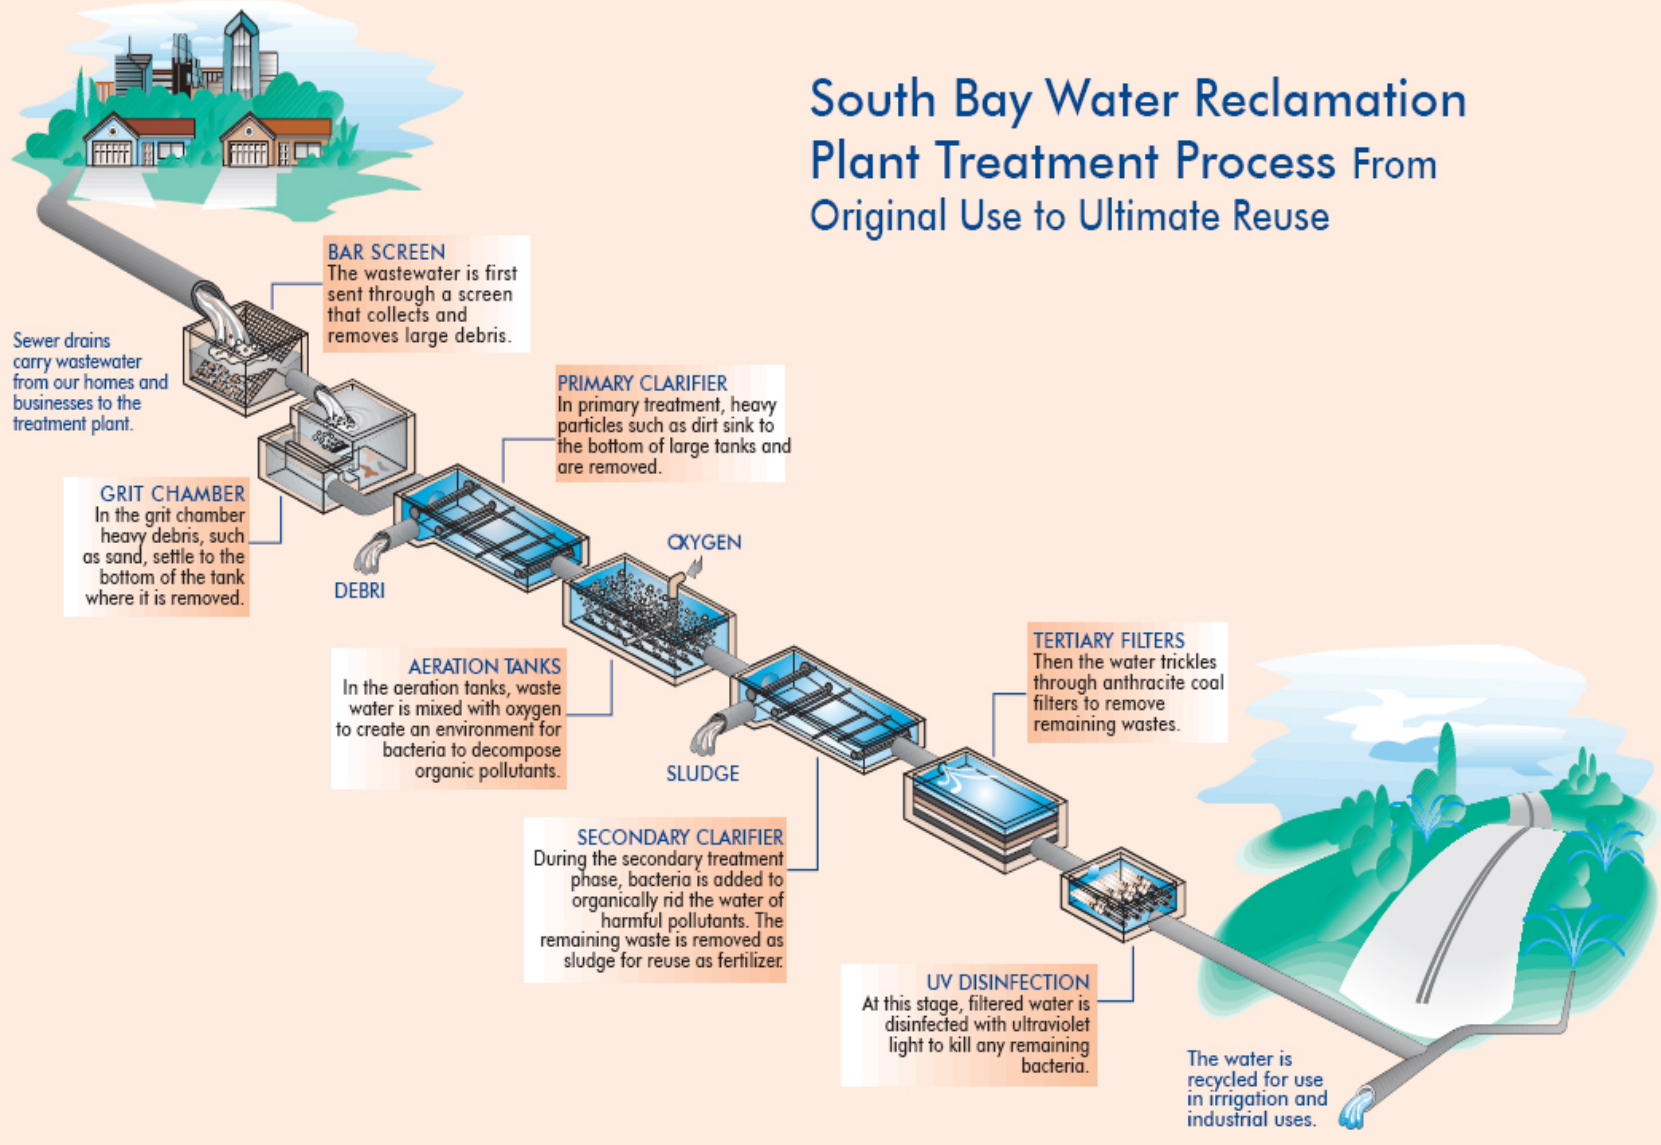 South Bay Water Reclamation
Plant Treatment Process From
Original Use to Ultimate Reuse
BAR SCREEN
The wastewater is first
sent through a screen
that collects and
removes large debris.
Sewer drains
carry wastewater
from our homes and
businesses to the
treatment plant.
PRIMARY CLARIFIER
In primary treatment, heavy
particles such as dirt sink to
the bottom of large tanks and
are removed.
GRIT CHAMBER
In the grit chamber
heavy debris, such
as sand, settle to the
bottom of the tank
where it is removed.
DEBRI
OXYGEN
AERATION TANKS
In the aeration tanks, waste
water is mixed with oxygen
to create an environment for
bacteria to decompose
organic pollutants.
SLUDGE
TERTIARY FILTERS
Then the water trickles
through anthracite coal
filters to remove
remaining wastes.
SECONDARY CLARIFIER
During the secondary treatment
phase, bacteria is added to
organically rid the water of
harmful pollutants. The
remaining waste is removed as
sludge for reuse as fertilizer.
UV DISINFECTION
At this stage, filtered water is
disinfected with ultraviolet
light to kill any remaining
bacteria.
The water is
recycled for use
in irrigation and
industrial uses.